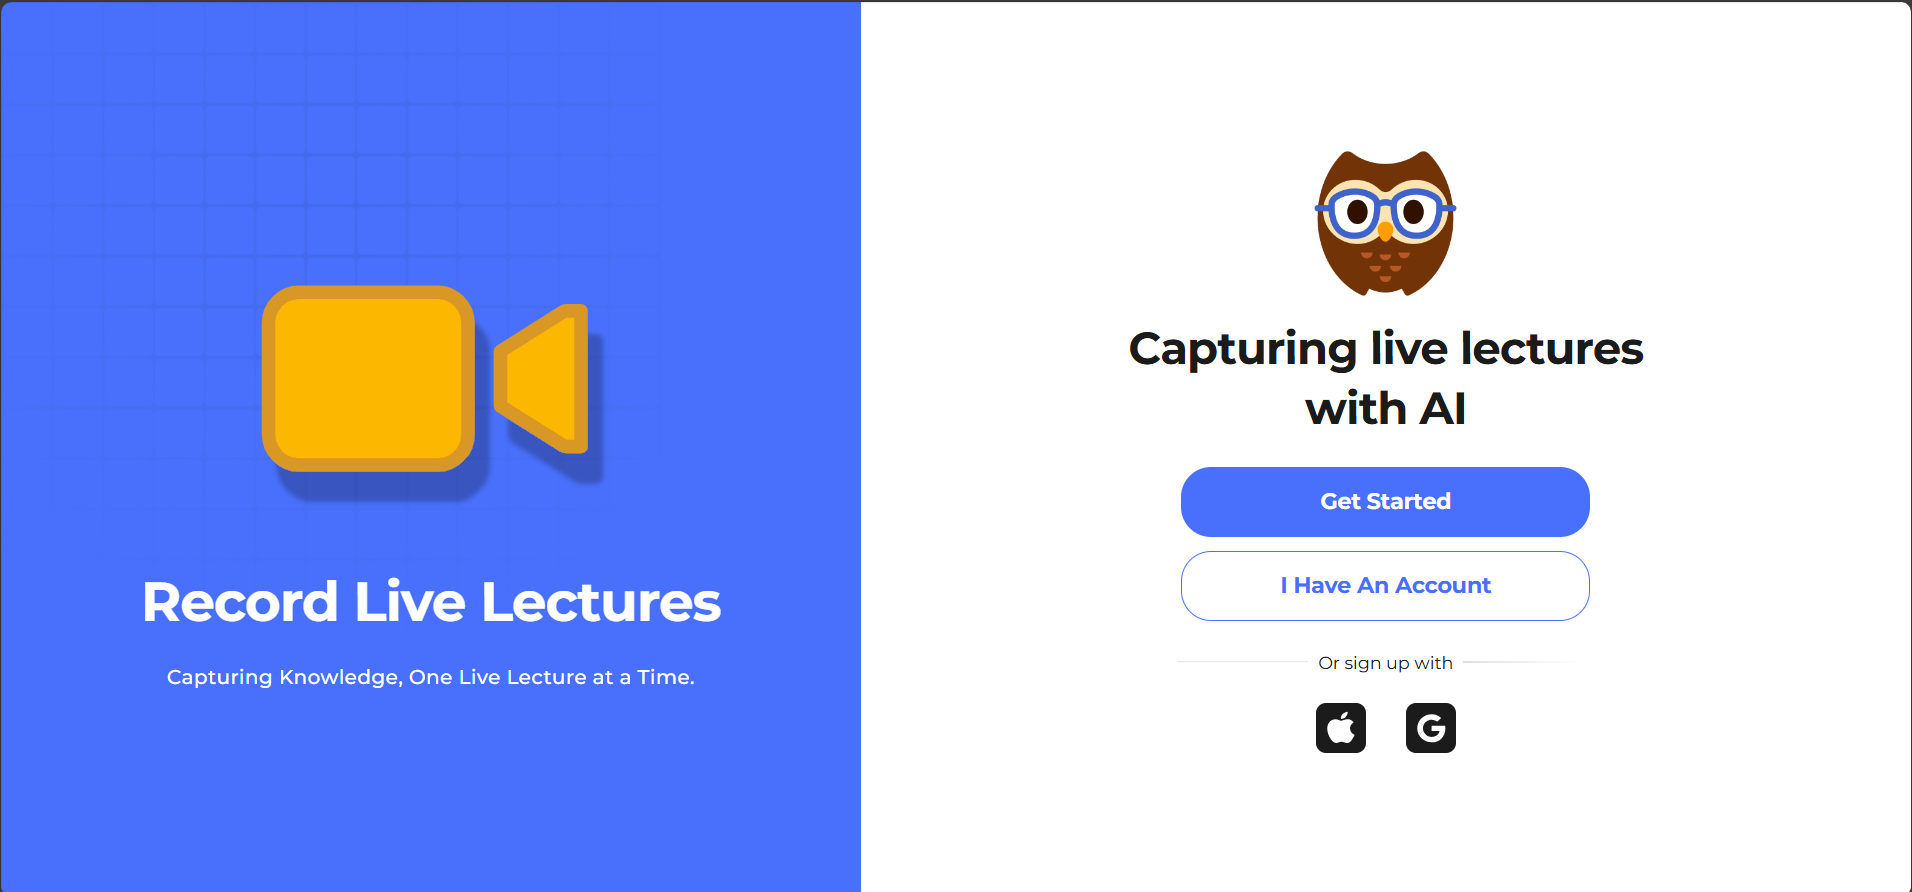 Record Live Lectures
Capturing Knowledge, One Live Lecture at a Time.
Capturing live lectures
with AI
Get Started
I Have An Account
Or sign up with